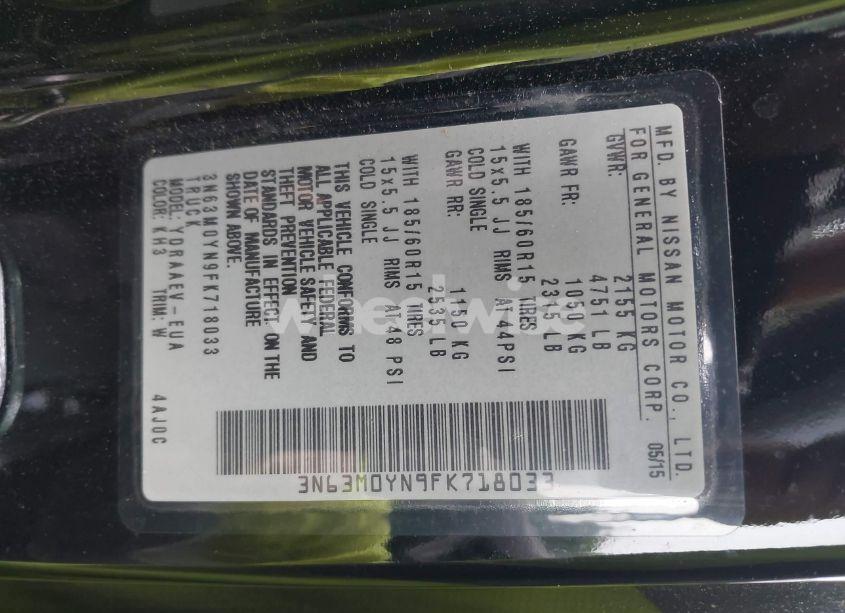 MFD. BY NISSAN MOTOR CO., LTD.
FOR GENERAL MOTORS CORP. 05/15
GVWR: 2155 KG
4751 LB
GAWR FR: 1050 KG
2315 LB
WITH 185/60R15 TIRES
15x5.5 JJ RIMS AT 44PSI
COLD SINGLE
GAWR RR: 1150 KG
2535 LB
WITH 185/60R15 TIRES
15x5.5 JJ RIMS AT 48 PSI
COLD SINGLE
THIS VEHICLE CONFORMS TO
ALL APPLICABLE FEDERAL
MOTOR VEHICLE SAFETY AND
THEFT PREVENTION
STANDARDS IN EFFECT ON THE
DATE OF MANUFACTURE
SHOWN ABOVE.
3N63M0YN9FK718033
TRUCK
MODEL: YDRAAEV-EUA
COLOR: KH3 TRIM: W 4AJ0C
3N63M0YN9FK718033
wheelwise